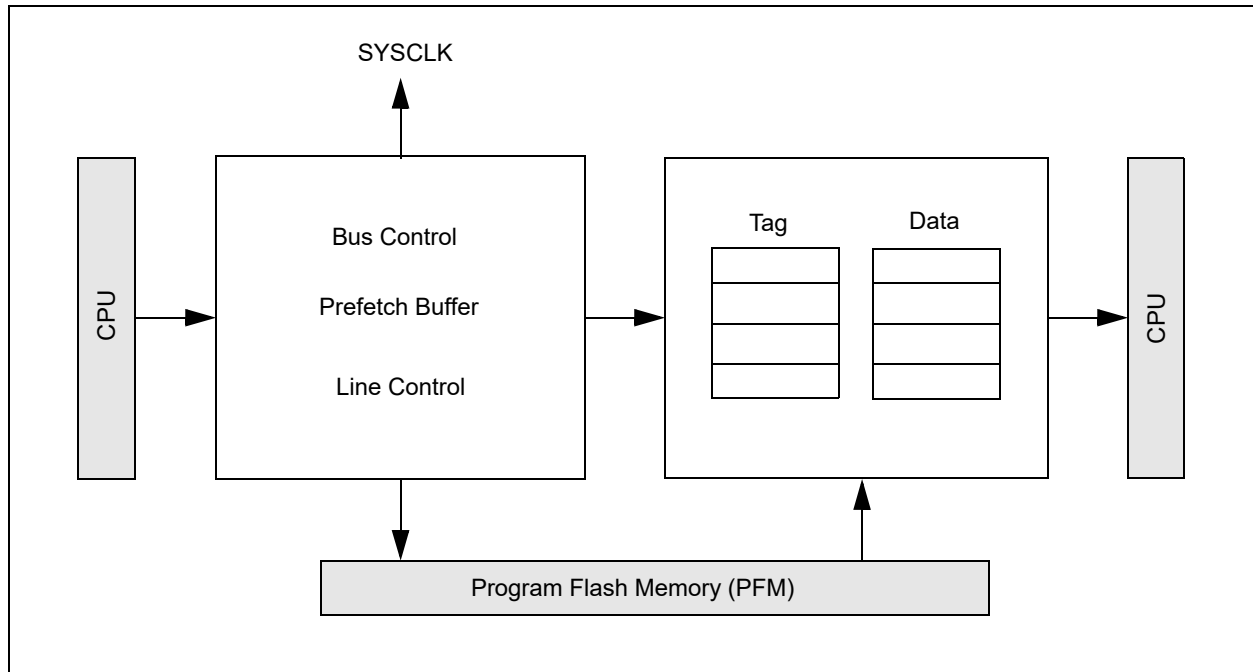 SYSCLK
CPU
Bus Control
Prefetch Buffer
Line Control
Tag
Data
CPU
Program Flash Memory (PFM)